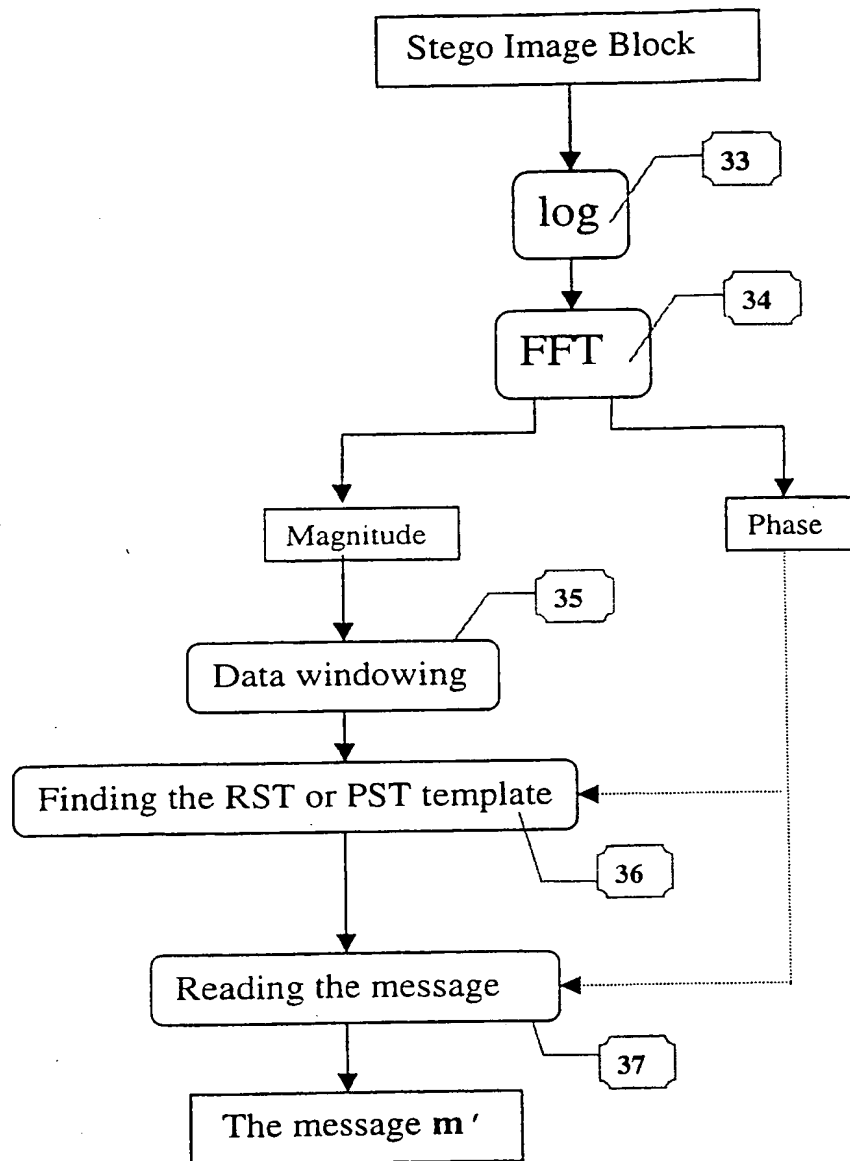 Stego Image Block
33
log
34
FFT
Magnitude
Phase
35
Data windowing
Finding the RST or PST template
36
Reading the message
37
The message m′